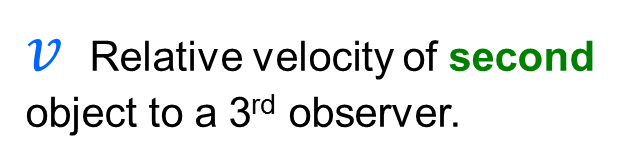 v Relative velocity of second
object to a 3rd observer.